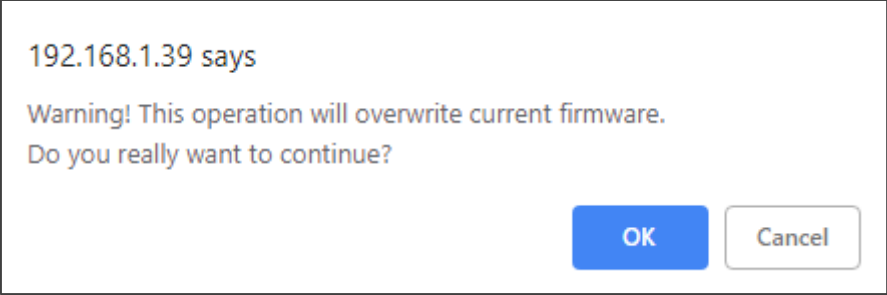 192.168.1.39 says
Warning! This operation will overwrite current firmware.
Do you really want to continue?
OK
Cancel